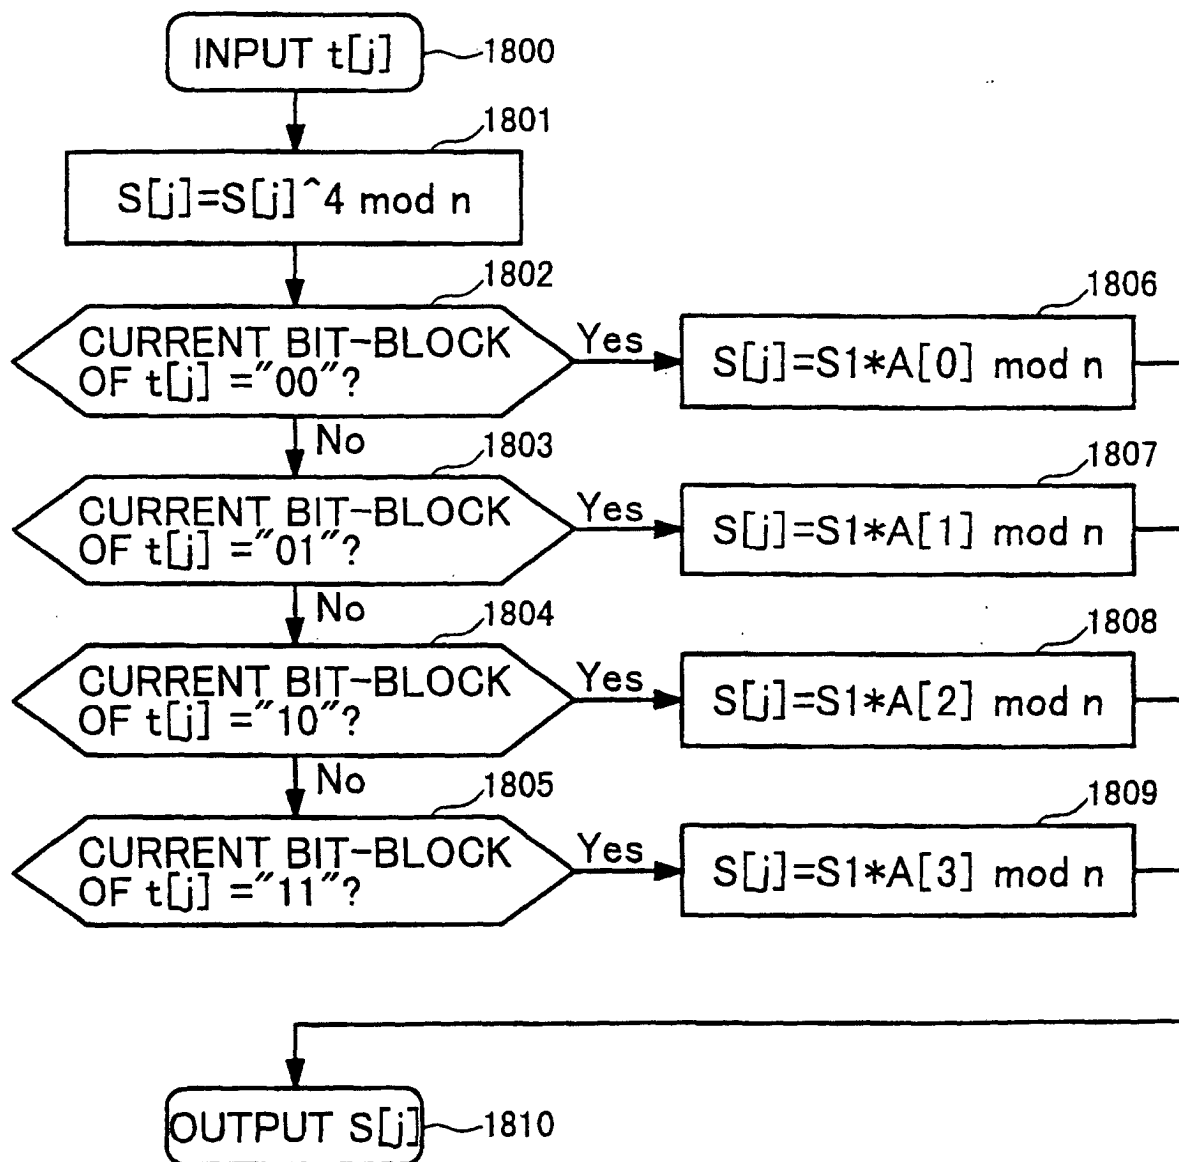 INPUT t[j]
1800
1801
S[j]=S[j]^4 mod n
1802
CURRENT BIT-BLOCK
OF t[j] ="00"?
Yes
1806
S[j]=S1*A[0] mod n
No
1803
CURRENT BIT-BLOCK
OF t[j] ="01"?
Yes
1807
S[j]=S1*A[1] mod n
No
1804
CURRENT BIT-BLOCK
OF t[j] ="10"?
Yes
1808
S[j]=S1*A[2] mod n
No
1805
CURRENT BIT-BLOCK
OF t[j] ="11"?
Yes
1809
S[j]=S1*A[3] mod n
OUTPUT S[j]
1810